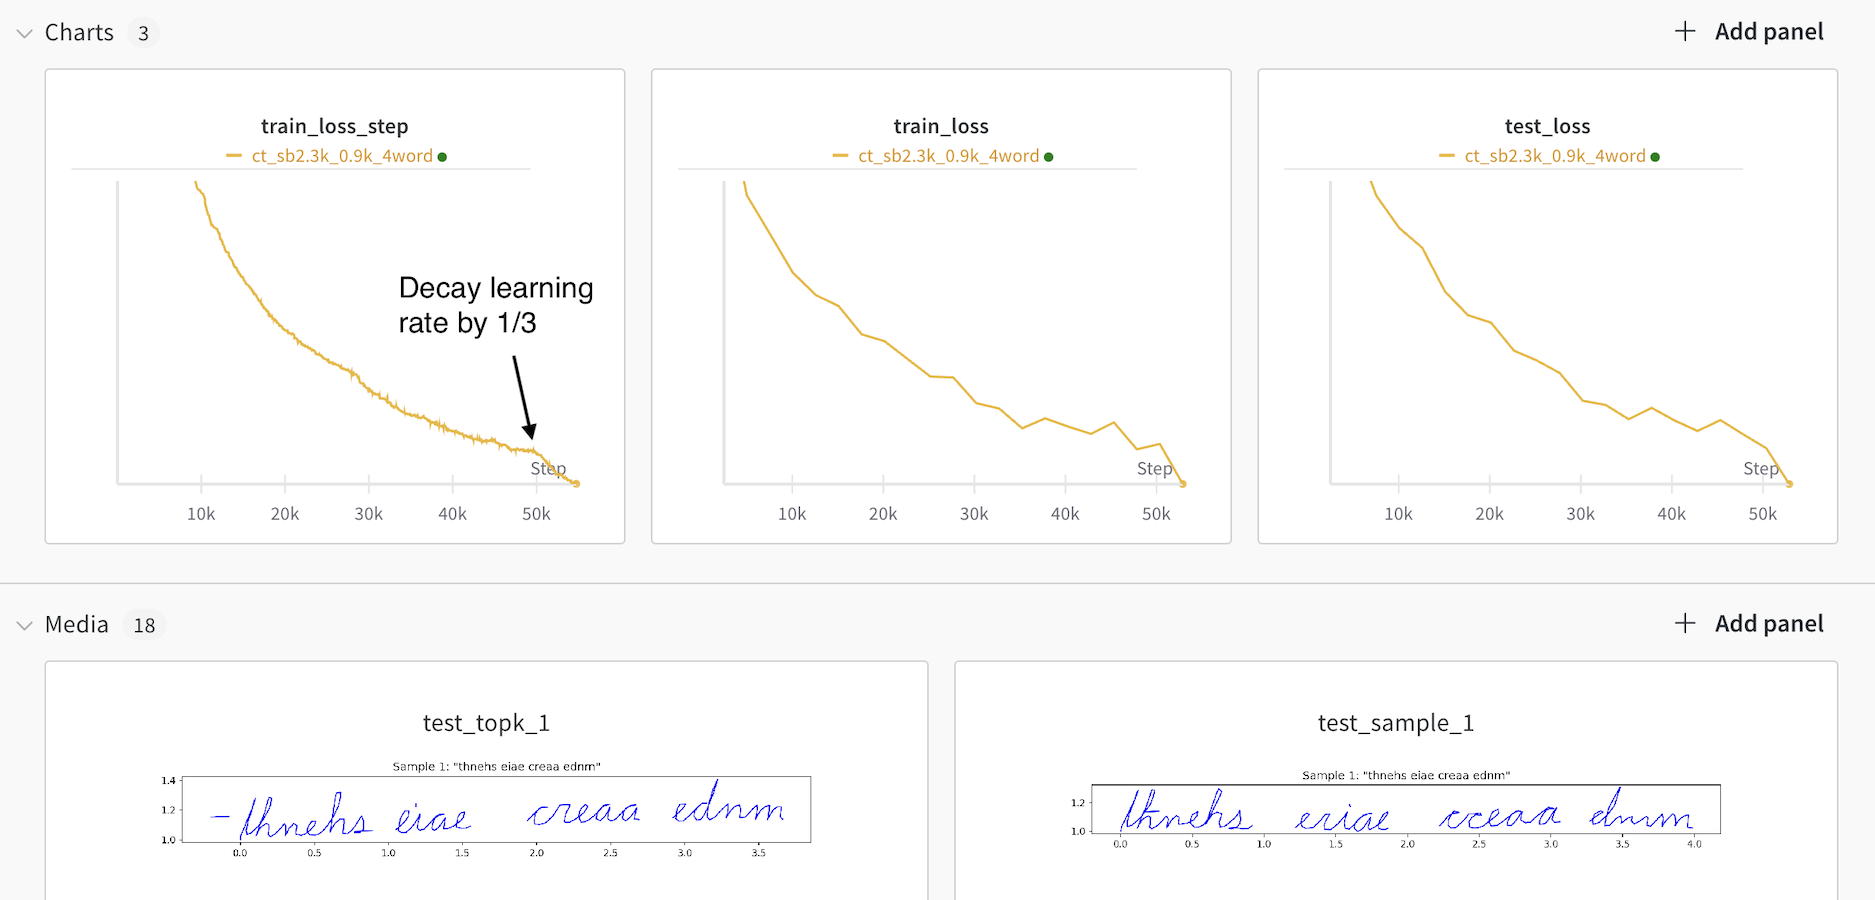 Charts 3
+ Add panel
train_loss_step
ct_sb2.3k_0.9k_4word
Decay learning
rate by 1/3
Step
10k 20k 30k 40k 50k
train_loss
ct_sb2.3k_0.9k_4word
Step
10k 20k 30k 40k 50k
test_loss
ct_sb2.3k_0.9k_4word
Step
10k 20k 30k 40k 50k
Media 18
+ Add panel
test_topk_1
Sample 1: "thnehs eiae creaa ednm"
1.4
1.2
1.0
thnehs eiae creaa ednm
0.0 0.5 1.0 1.5 2.0 2.5 3.0 3.5
test_sample_1
Sample 1: "thnehs eiae creaa ednm"
1.2
1.0
thnehs eriae
0.0 0.5 1.0 1.5 2.0 2.5 3.0 3.5 4.0